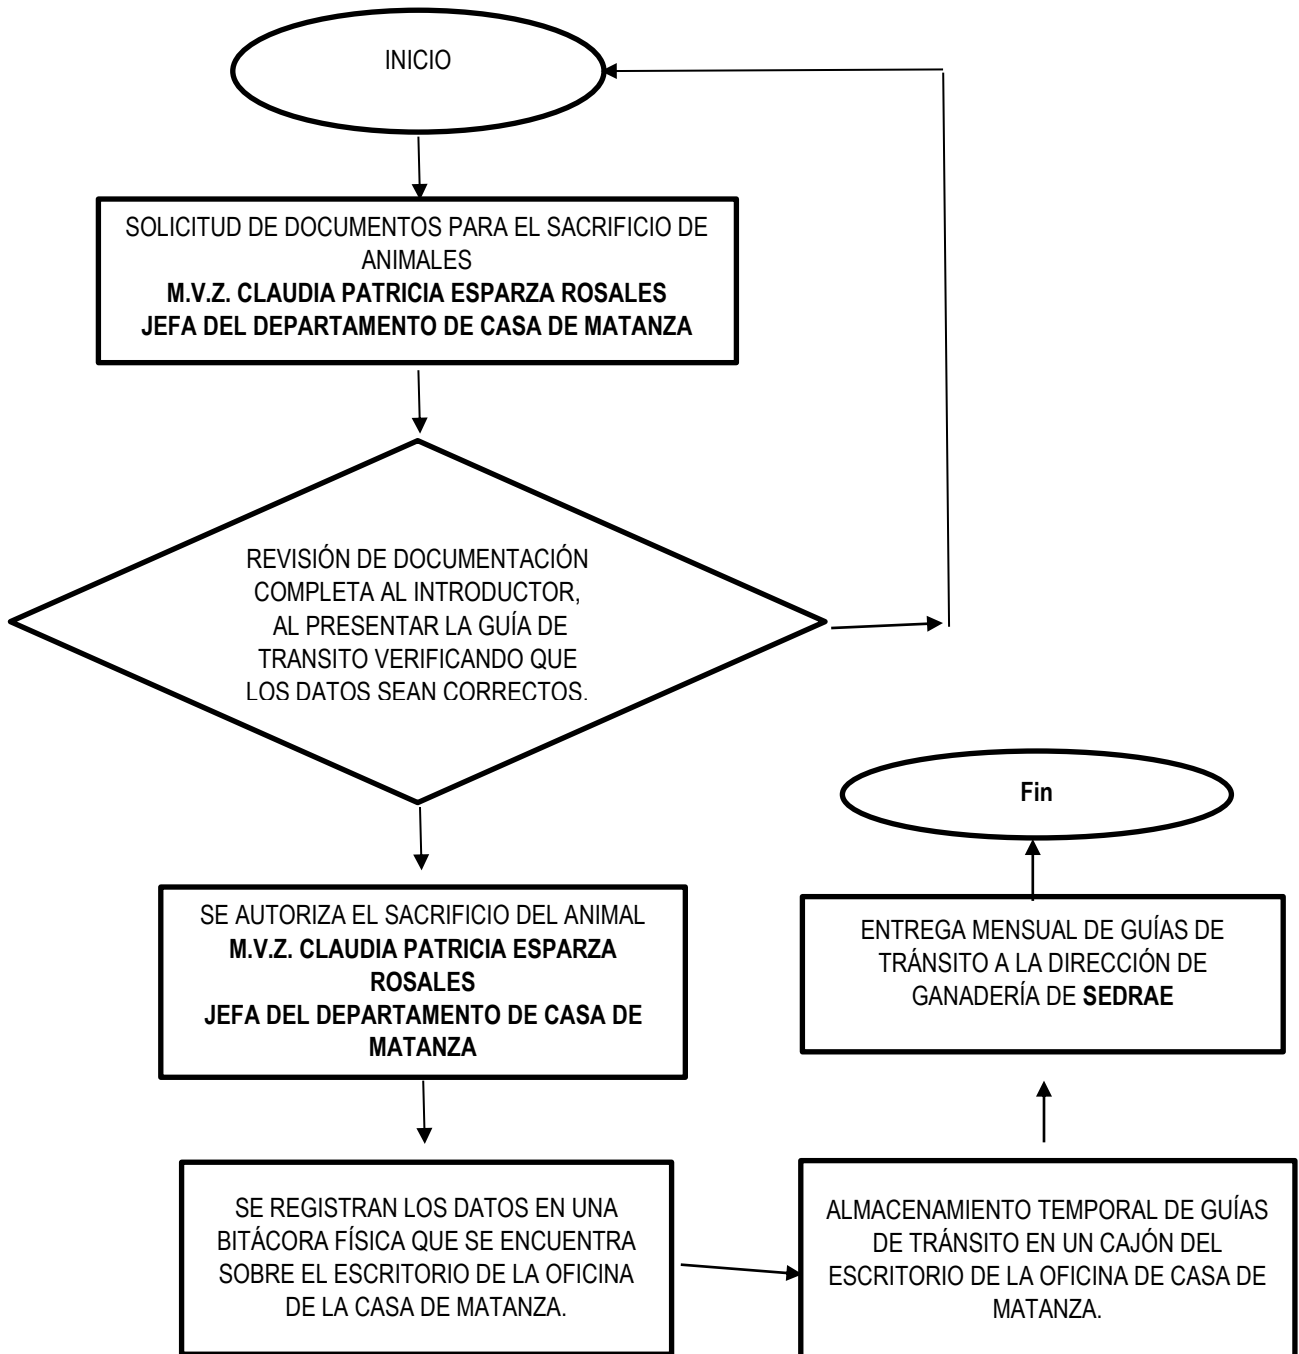 INICIO
SOLICITUD DE DOCUMENTOS PARA EL SACRIFICIO DE
ANIMALES
M.V.Z. CLAUDIA PATRICIA ESPARZA ROSALES
JEFA DEL DEPARTAMENTO DE CASA DE MATANZA
REVISIÓN DE DOCUMENTACIÓN
COMPLETA AL INTRODUCTOR,
AL PRESENTAR LA GUÍA DE
TRANSITO VERIFICANDO QUE
LOS DATOS SEAN CORRECTOS.
SE AUTORIZA EL SACRIFICIO DEL ANIMAL
M.V.Z. CLAUDIA PATRICIA ESPARZA
ROSALES
JEFA DEL DEPARTAMENTO DE CASA DE
MATANZA
SE REGISTRAN LOS DATOS EN UNA
BITÁCORA FÍSICA QUE SE ENCUENTRA
SOBRE EL ESCRITORIO DE LA OFICINA
DE LA CASA DE MATANZA.
ALMACENAMIENTO TEMPORAL DE GUÍAS
DE TRÁNSITO EN UN CAJÓN DEL
ESCRITORIO DE LA OFICINA DE CASA DE
MATANZA.
ENTREGA MENSUAL DE GUÍAS DE
TRÁNSITO A LA DIRECCIÓN DE
GANADERÍA DE SEDRAE
Fin